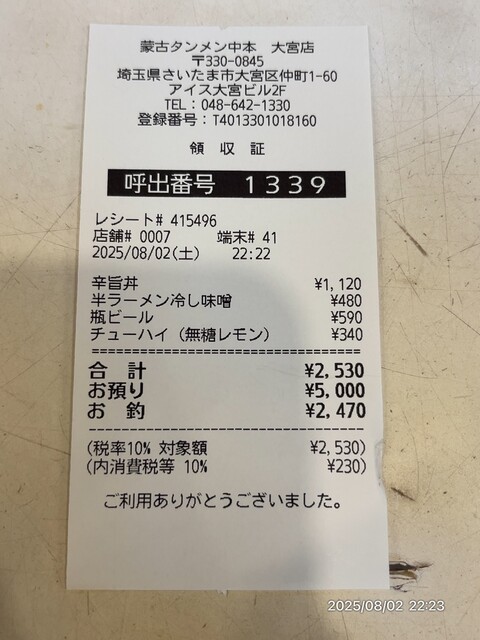 蒙古タンメン中本　大宮店
〒330-0845
埼玉県さいたま市大宮区仲町1-60
アイス大宮ビル2F
TEL：048-642-1330
登録番号：T4013301018160
領　収　証
呼出番号　１３３９
レシート# 415496
店舗# 0007　　端末# 41
2025/08/02(土)　　22:22
辛旨丼　¥1,120
半ラーメン冷し味噌　¥480
瓶ビール　¥590
チューハイ（無糖レモン）　¥340
合　計　¥2,530
お預り　¥5,000
お　釣　¥2,470
(税率10% 対象額　¥2,530)
(内消費税等 10%　¥230)
ご利用ありがとうございました。
2025/08/02 22:23